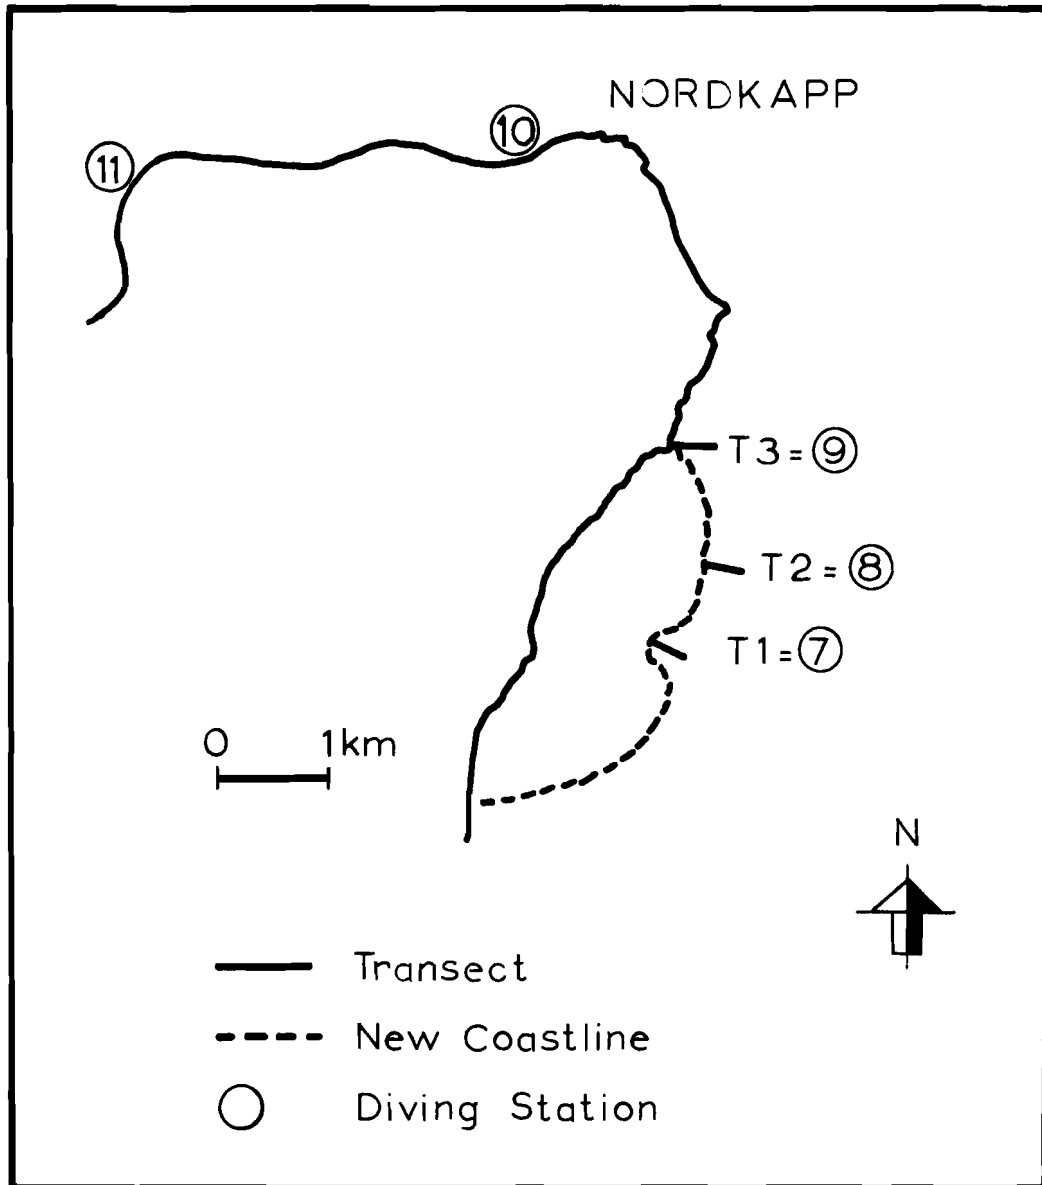 NORDKAPP
10
11
T3=9
T2=8
T1=7
0 1km
N
Transect
New Coastline
Diving Station